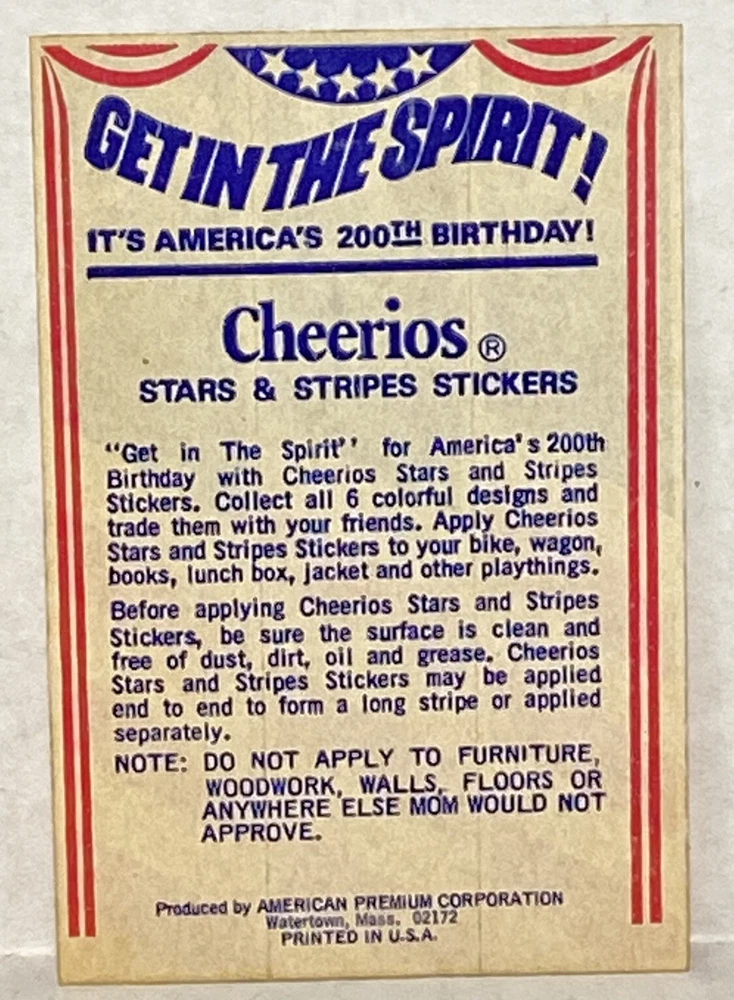 GET IN THE SPIRIT!
IT'S AMERICA'S 200TH BIRTHDAY!
Cheerios ®
STARS & STRIPES STICKERS
“Get in The Spirit’’ for America's 200th
Birthday with Cheerios Stars and Stripes
Stickers. Collect all 6 colorful designs and
trade them with your friends. Apply Cheerios
Stars and Stripes Stickers to your bike, wagon,
books, lunch box, jacket and other playthings.
Before applying Cheerios Stars and Stripes
Stickers, be sure the surface is clean and
free of dust, dirt, oil and grease. Cheerios
Stars and Stripes Stickers may be applied
end to end to form a long stripe or applied
separately.
NOTE: DO NOT APPLY TO FURNITURE,
WOODWORK, WALLS, FLOORS OR
ANYWHERE ELSE MOM WOULD NOT
APPROVE.
Produced by AMERICAN PREMIUM CORPORATION
Watertown, Mass. 02172
PRINTED IN U.S.A.